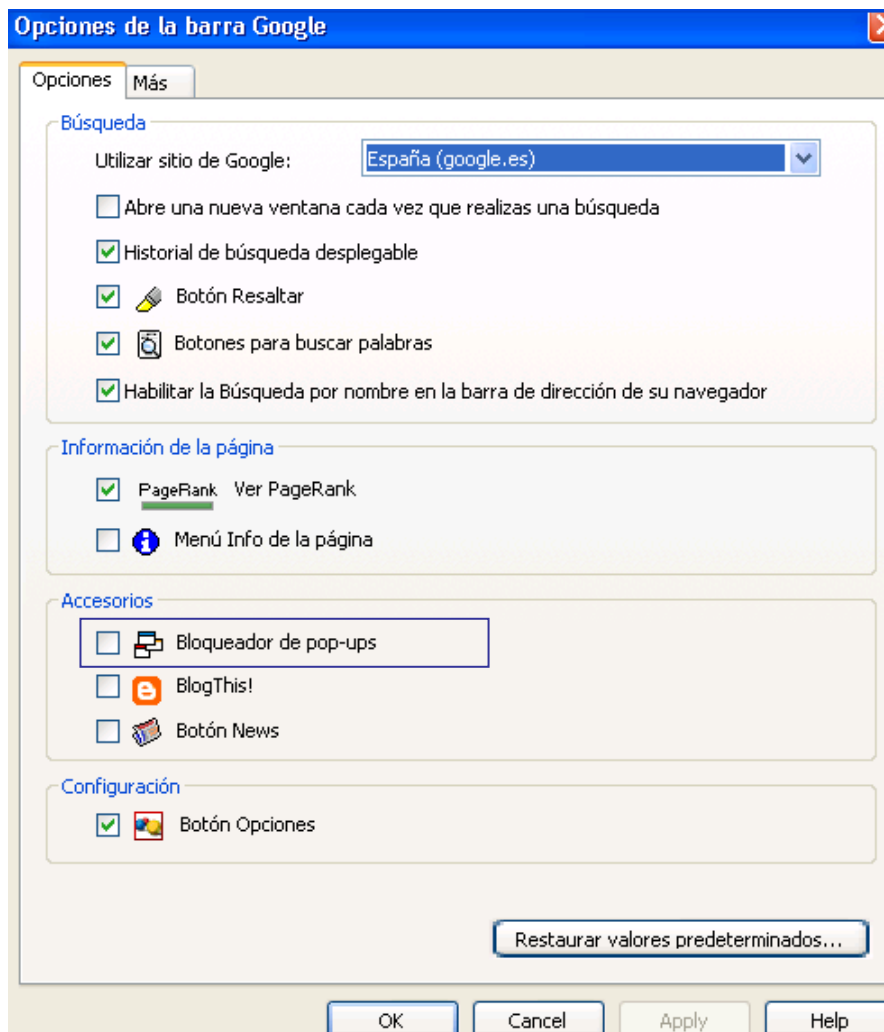 Opciones de la barra Google
Opciones
Más
Búsqueda
Utilizar sitio de Google:
España (google.es)
Abre una nueva ventana cada vez que realizas una búsqueda
Historial de búsqueda desplegable
Botón Resaltar
Botones para buscar palabras
Habilitar la Búsqueda por nombre en la barra de dirección de su navegador
Información de la página
PageRank Ver PageRank
Menú Info de la página
Accesorios
Bloqueador de pop-ups
BlogThis!
Botón News
Configuración
Botón Opciones
Restaurar valores predeterminados...
OK
Cancel
Apply
Help